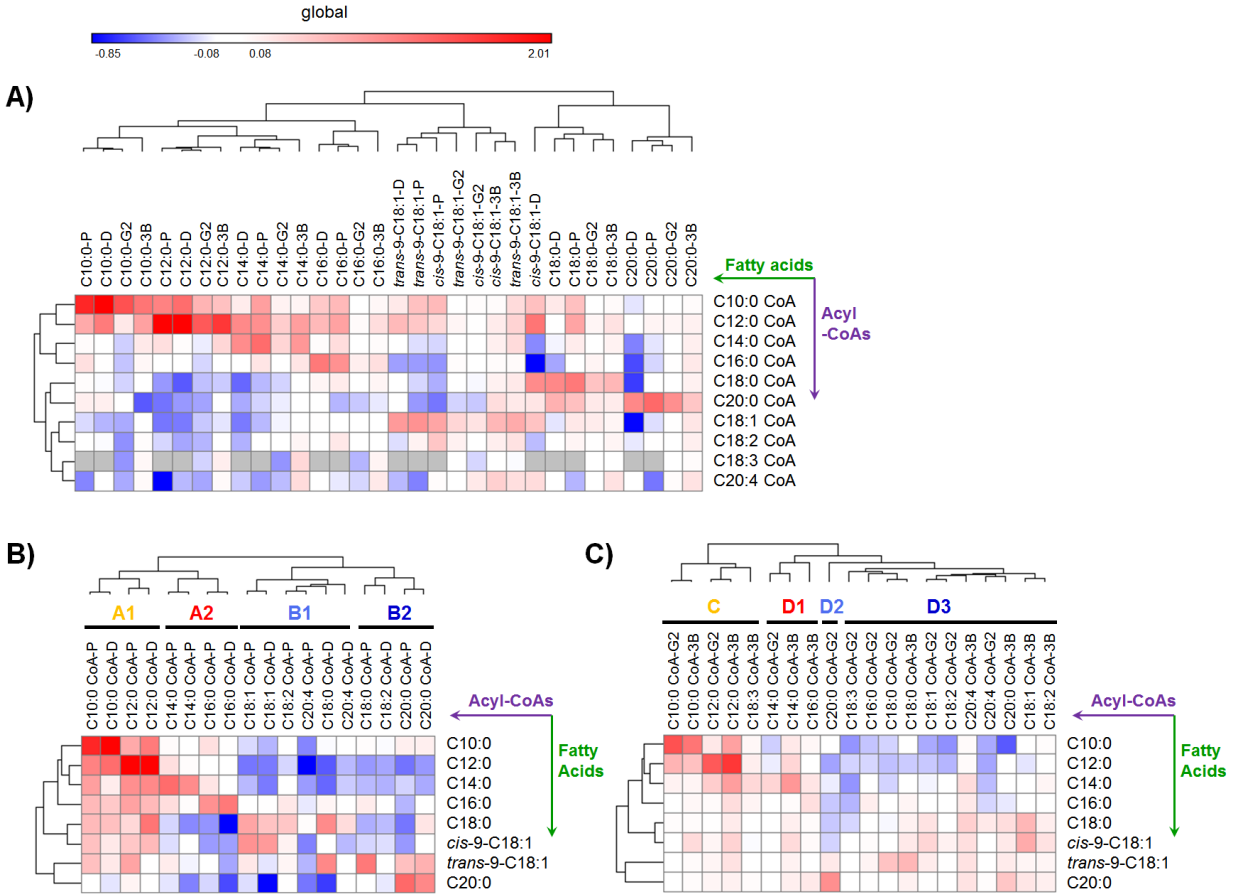 global
-0.85 -0.08 0.08 2.01
A)
C10:0-P
C10:0-D
C10:0-G2
C10:0-3B
C12:0-P
C12:0-D
C12:0-G2
C12:0-3B
C14:0-D
C14:0-P
C14:0-G2
C14:0-3B
C16:0-D
C16:0-P
C16:0-G2
C16:0-3B
trans-9-C18:1-D
trans-9-C18:1-P
cis-9-C18:1-P
trans-9-C18:1-G2
cis-9-C18:1-G2
cis-9-C18:1-3B
trans-9-C18:1-3B
cis-9-C18:1-D
C18:0-D
C18:0-P
C18:0-G2
C18:0-3B
C20:0-D
C20:0-P
C20:0-G2
C20:0-3B
Fatty acids
Acyl
-CoAs
C10:0 CoA
C12:0 CoA
C14:0 CoA
C16:0 CoA
C18:0 CoA
C20:0 CoA
C18:1 CoA
C18:2 CoA
C18:3 CoA
C20:4 CoA
B)
A1 A2 B1 B2
C10:0 CoA-P
C10:0 CoA-D
C12:0 CoA-P
C12:0 CoA-D
C14:0 CoA-P
C14:0 CoA-P
C16:0 CoA-P
C16:0 CoA-D
C18:1 CoA-P
C18:1 CoA-D
C18:2 CoA-P
C20:4 CoA-P
C18:0 CoA-D
C20:4 CoA-D
C18:0 CoA-P
C18:2 CoA-D
C20:0 CoA-P
C20:0 CoA-D
Acyl-CoAs
Fatty
Acids
C10:0
C12:0
C14:0
C16:0
C18:0
cis-9-C18:1
trans-9-C18:1
C20:0
C)
C D1 D2 D3
C10:0 CoA-G2
C10:0 CoA-3B
C12:0 CoA-G2
C12:0 CoA-3B
C18:3 CoA-3B
C14:0 CoA-G2
C14:0 CoA-3B
C16:0 CoA-3B
C20:0 CoA-G2
C18:3 CoA-G2
C16:0 CoA-G2
C18:0 CoA-G2
C18:0 CoA-3B
C18:1 CoA-G2
C18:2 CoA-G2
C20:4 CoA-3B
C20:4 CoA-G2
C20:0 CoA-3B
C18:1 CoA-3B
C18:2 CoA-3B
Acyl-CoAs
Fatty
Acids
C10:0
C12:0
C14:0
C16:0
C18:0
cis-9-C18:1
trans-9-C18:1
C20:0